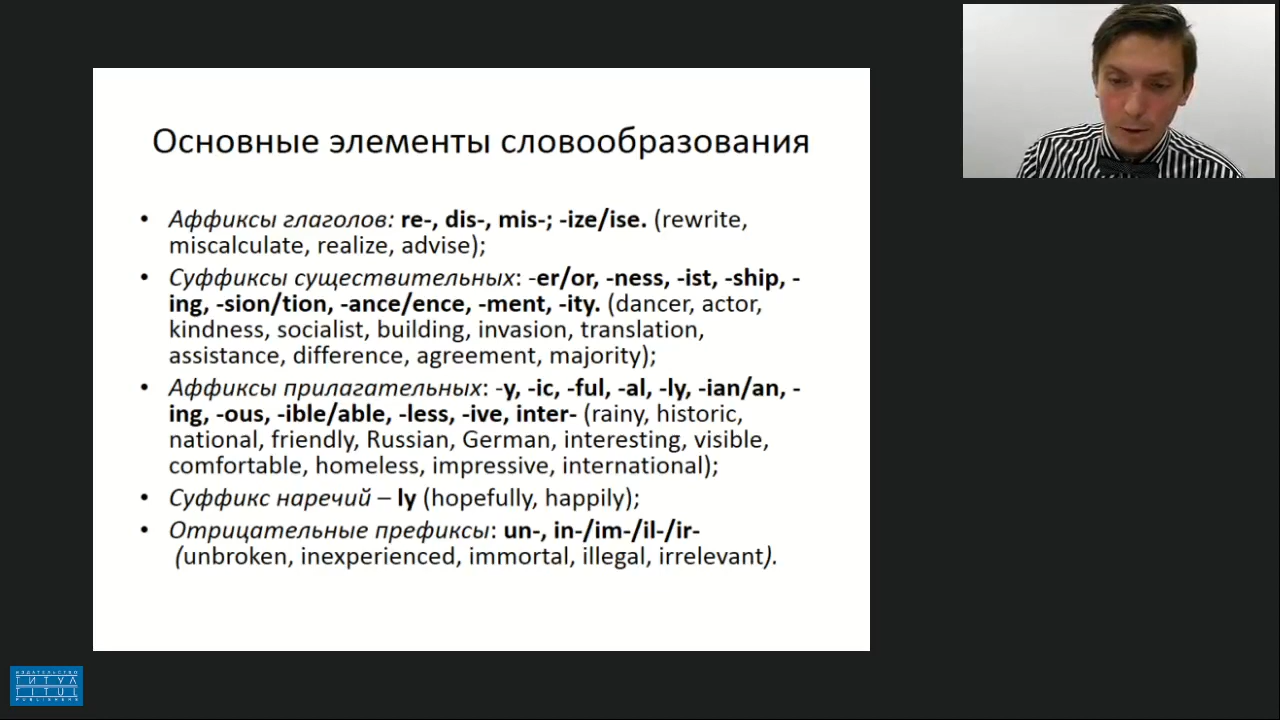 Основные элементы словообразования
• Аффиксы глаголов: re-, dis-, mis-; -ize/ise. (rewrite,
miscalculate, realize, advise);
• Суффиксы существительных: -er/or, -ness, -ist, -ship, -
ing, -sion/tion, -ance/ence, -ment, -ity. (dancer, actor,
kindness, socialist, building, invasion, translation,
assistance, difference, agreement, majority);
• Аффиксы прилагательных: -y, -ic, -ful, -al, -ly, -ian/an, -
ing, -ous, -ible/able, -less, -ive, inter- (rainy, historic,
national, friendly, Russian, German, interesting, visible,
comfortable, homeless, impressive, international);
• Суффикс наречий – ly (hopefully, happily);
• Отрицательные префиксы: un-, in-/im-/il-/ir-
(unbroken, inexperienced, immortal, illegal, irrelevant).
ИЗДАТЕЛЬСТВО
ТИТУЛ
TITUL
PUBLISHERS